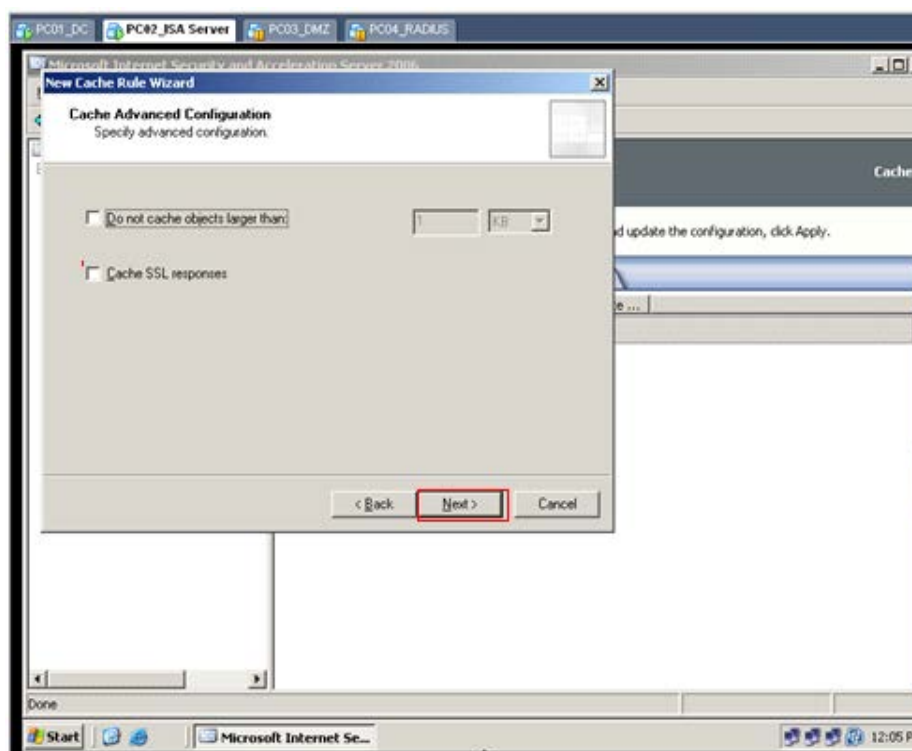 PC01_DC PC02_ISA Server PC03_DMZ PC04_RADIUS
Microsoft Internet Security and Acceleration Server 2006
New Cache Rule Wizard
Cache Advanced Configuration
Specify advanced configuration.
Cache
Do not cache objects larger than:
1
KB
d update the configuration, click Apply.
Cache SSL responses
e ...
< Back
Next >
Cancel
Done
Start
Microsoft Internet Se...
12:05 P